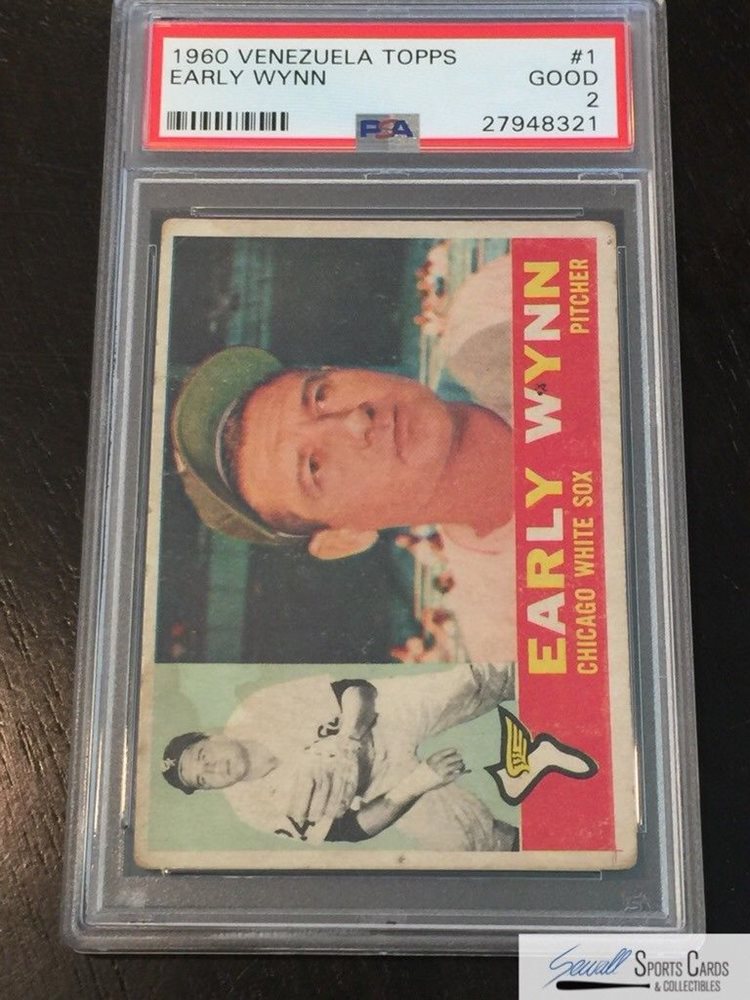 1960 VENEZUELA TOPPS #1
EARLY WYNN GOOD
2
PSA 27948321
EARLY WYNN
CHICAGO WHITE SOX PITCHER
Sewall SPORTS CARDS
& COLLECTIBLES